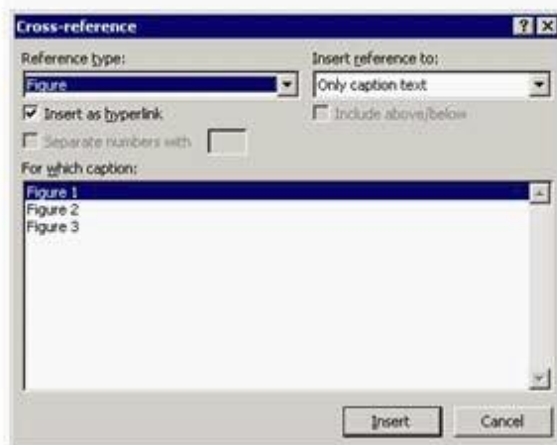 Cross-reference
Reference type:
Insert reference to:
Figure
Only caption text
Insert as hyperlink
Include above/below
Separate numbers with
For which caption:
Figure 1
Figure 2
Figure 3
Insert
Cancel